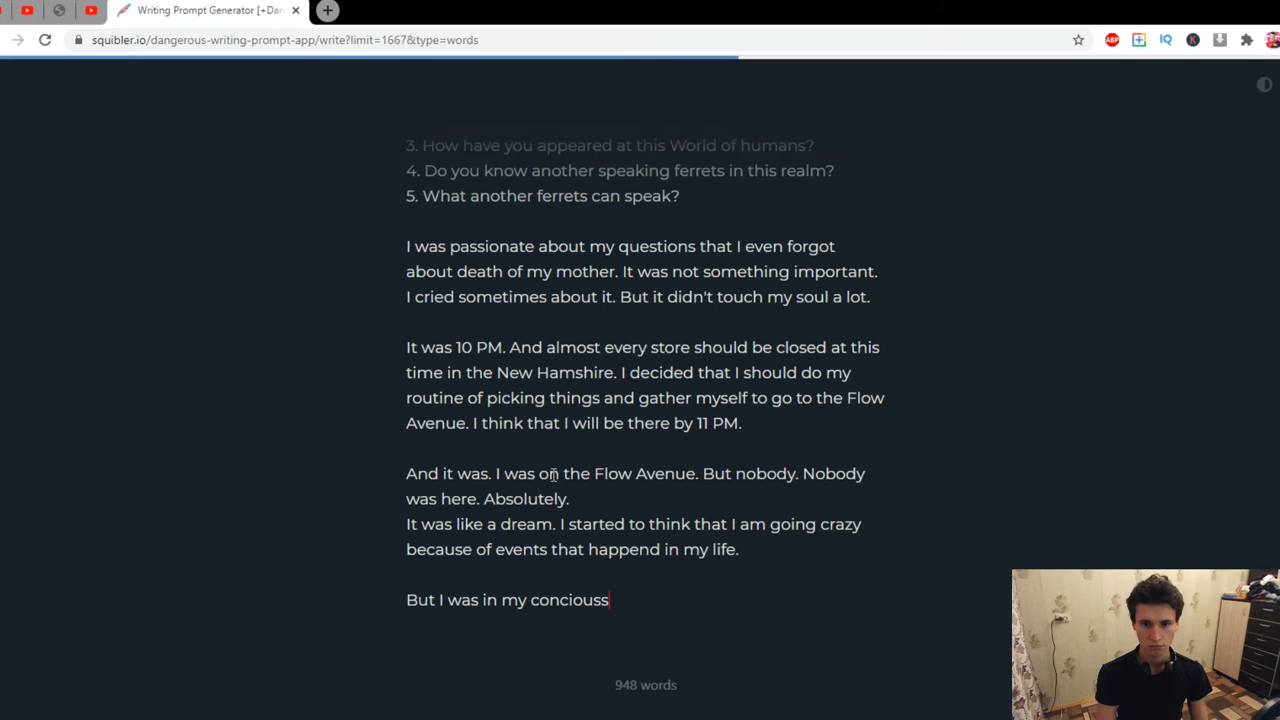 Writing Prompt Generator [+Dan
squibler.io/dangerous-writing-prompt-app/write?limit=1667&type=words
ABP
IQ
K
3. How have you appeared at this World of humans?
4. Do you know another speaking ferrets in this realm?
5. What another ferrets can speak?
I was passionate about my questions that I even forgot
about death of my mother. It was not something important.
I cried sometimes about it. But it didn't touch my soul a lot.
It was 10 PM. And almost every store should be closed at this
time in the New Hamshire. I decided that I should do my
routine of picking things and gather myself to go to the Flow
Avenue. I think that I will be there by 11 PM.
And it was. I was on the Flow Avenue. But nobody. Nobody
was here. Absolutely.
It was like a dream. I started to think that I am going crazy
because of events that happend in my life.
But I was in my conciouss
948 words